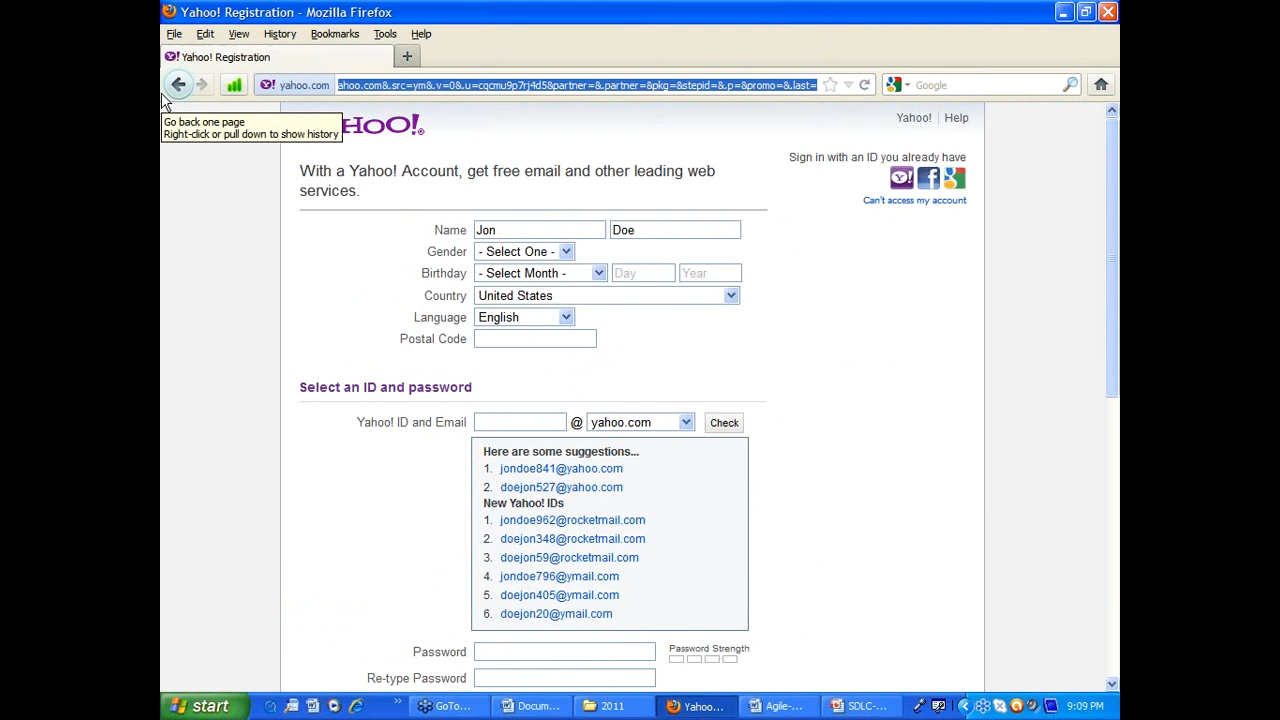 Yahoo! Registration - Mozilla Firefox
File Edit View History Bookmarks Tools Help
Yahoo! Registration
yahoo.com ahoo.com&.src=ym&.v=0&.u=cqcmu9p7rj4d5&partner=&.partner=&pkg=&stepid=&.p=&promo=&.last= Google
Go back one page
Right-click or pull down to show history
HOO!
Yahoo! Help
With a Yahoo! Account, get free email and other leading web
services.
Sign in with an ID you already have
Can't access my account
Name Jon Doe
Gender - Select One -
Birthday - Select Month - Day Year
Country United States
Language English
Postal Code
Select an ID and password
Yahoo! ID and Email @ yahoo.com Check
Here are some suggestions...
1. jondoe841@yahoo.com
2. doejon527@yahoo.com
New Yahoo! IDs
1. jondoe962@rocketmail.com
2. doejon348@rocketmail.com
3. doejon59@rocketmail.com
4. jondoe796@ymail.com
5. doejon405@ymail.com
6. doejon20@ymail.com
Password Password Strength
Re-type Password
start GoTo... Docum... 2011 Yahoo... Agile-... SDLC-... 9:09 PM